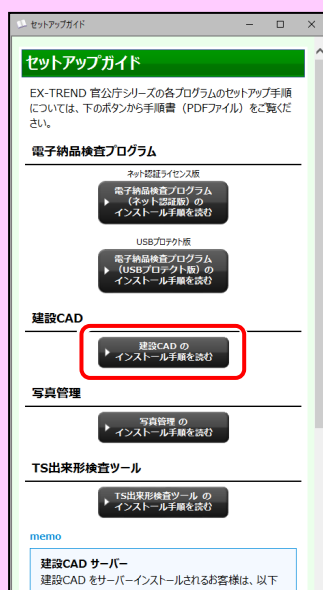 セットアップガイド
セットアップガイド
EX-TREND 官公庁シリーズの各プログラムのセットアップ手順
については、下のボタンから手順書（PDFファイル）をご覧くだ
さい。
電子納品検査プログラム
ネット認証ライセンス版
電子納品検査プログラム
（ネット認証版）の
インストール手順を読む
USBプロテクト版
電子納品検査プログラム
（USBプロテクト版）の
インストール手順を読む
建設CAD
建設CAD の
インストール手順を読む
写真管理
写真管理 の
インストール手順を読む
TS出来形検査ツール
TS出来形検査ツール の
インストール手順を読む
memo
建設CAD サーバー
建設CAD をサーバーインストールされるお客様は、以下